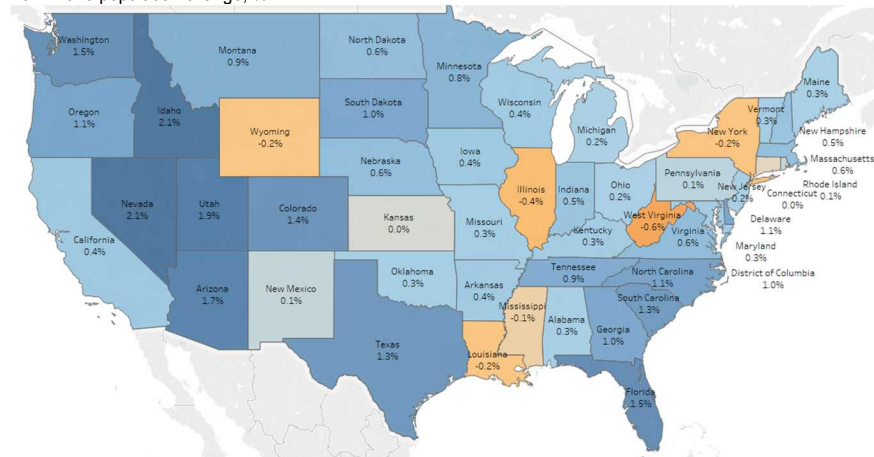 Washington
1.5%
Montana
0.9%
North Dakota
0.6%
Minnesota
0.8%
Maine
0.3%
Oregon
1.1%
Idaho
2.1%
Wyoming
-0.2%
South Dakota
1.0%
Wisconsin
0.4%
Michigan
0.2%
New York
-0.2%
Vermont
0.3%
New Hampshire
0.5%
Massachusetts
0.6%
Rhode Island
0.1%
Connecticut
0.0%
Nebraska
0.6%
Iowa
0.4%
Illinois
-0.4%
Indiana
0.5%
Ohio
0.2%
Pennsylvania
0.1%
New Jersey
0.2%
Delaware
1.1%
Maryland
0.3%
District of Columbia
1.0%
California
0.4%
Nevada
2.1%
Utah
1.9%
Colorado
1.4%
Kansas
0.0%
Missouri
0.3%
Kentucky
0.3%
West Virginia
-0.6%
Virginia
0.6%
Arizona
1.7%
New Mexico
0.1%
Oklahoma
0.3%
Arkansas
0.4%
Tennessee
0.9%
North Carolina
1.1%
South Carolina
1.3%
Texas
1.3%
Louisiana
-0.2%
Mississippi
-0.1%
Alabama
0.3%
Georgia
1.0%
Florida
1.5%